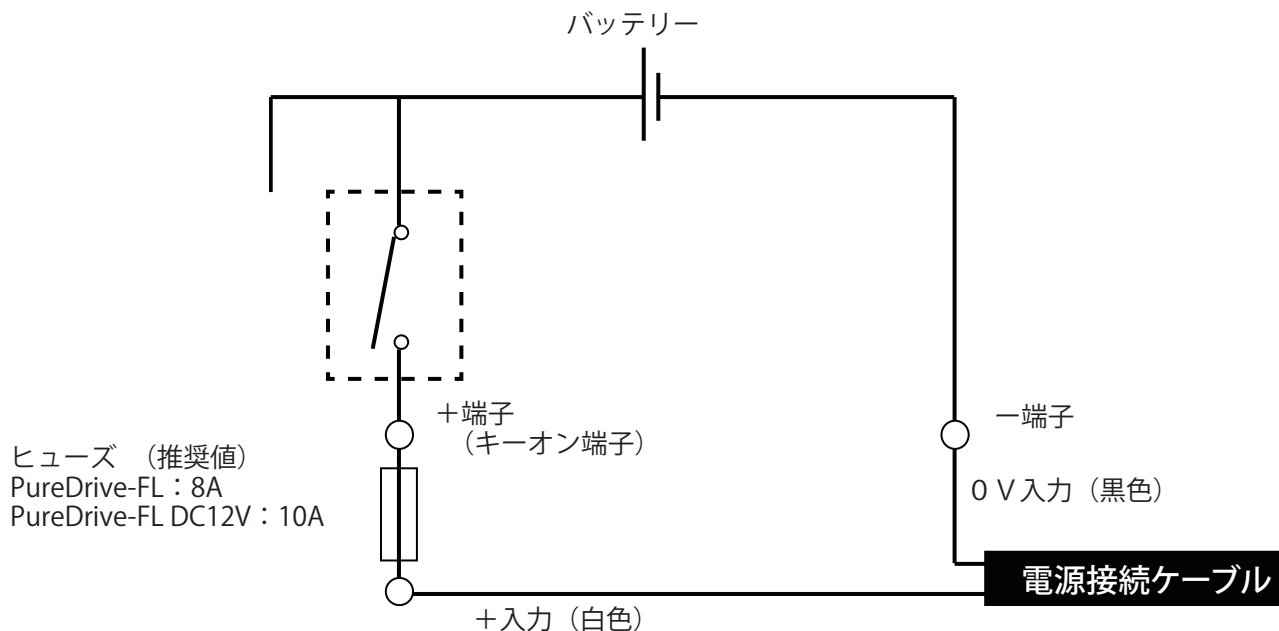 バッテリー
＋端子
（キーオン端子）
ー端子
ヒューズ （推奨値）
PureDrive-FL：8A
PureDrive-FL DC12V：10A
０Ｖ入力（黒色）
電源接続ケーブル
＋入力（白色）